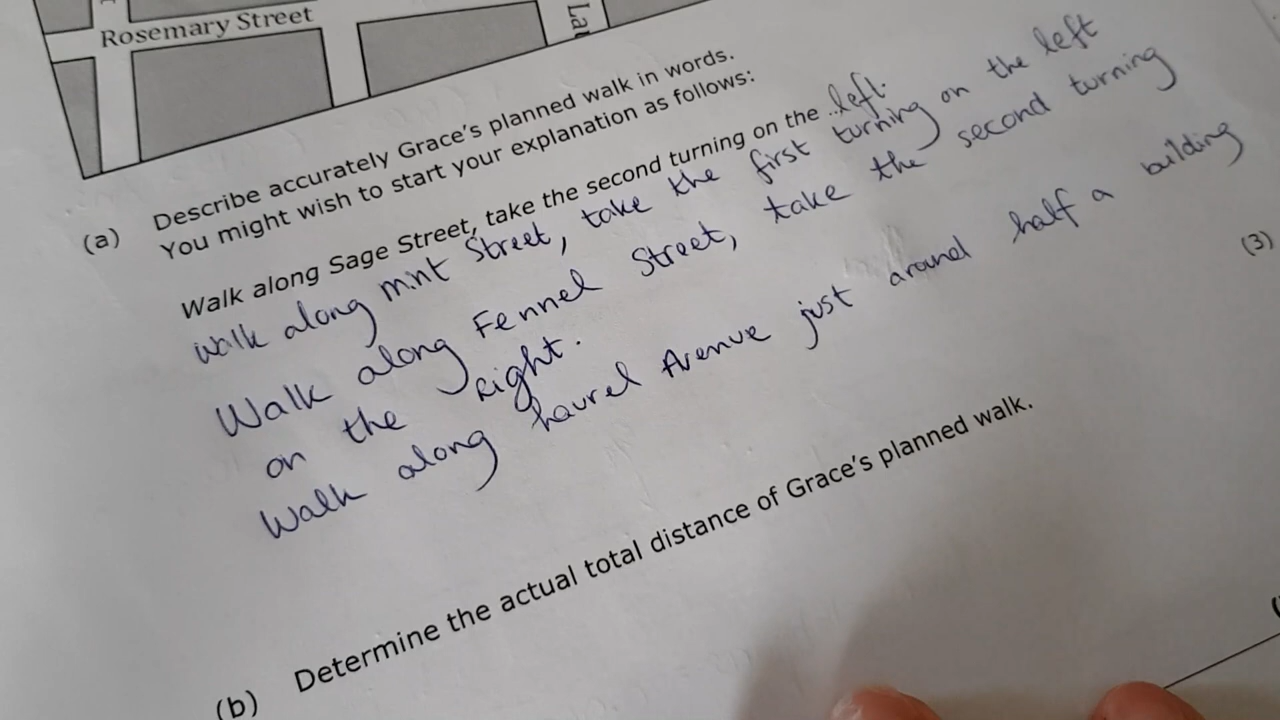 Rosemary Street
Lau
(a) Describe accurately Grace's planned walk in words.
You might wish to start your explanation as follows:
Walk along Sage Street, take the second turning on the ..left.
Walk along mint Street, take the first turning on the left
Walk along Fennel Street, take the second turning
on the right.
Walk along Laurel Avenue just around half a building
(3)
(b) Determine the actual total distance of Grace's planned walk.